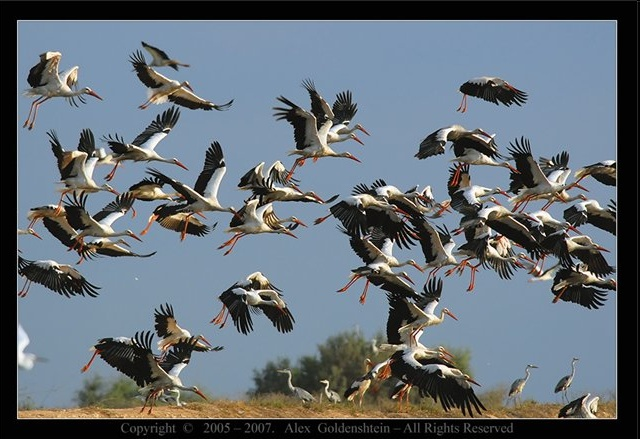 Copyright © 2005 – 2007. Alex Goldenshtein – All Rights Reserved